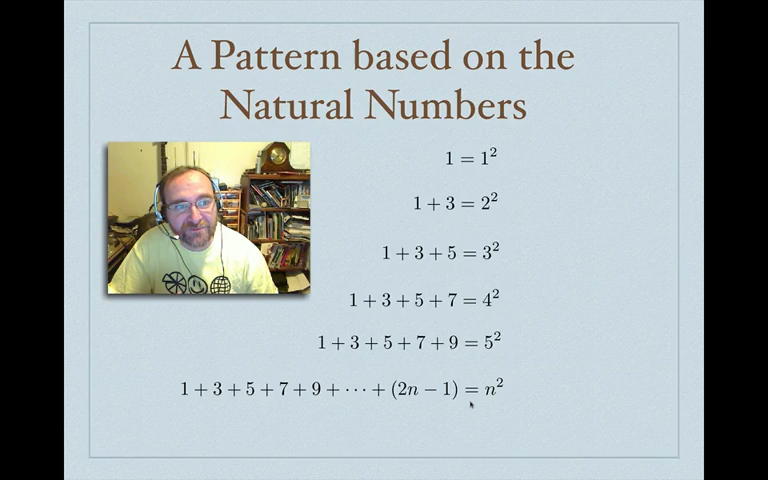 A Pattern based on the
Natural Numbers
1 = 1²
1 + 3 = 2²
1 + 3 + 5 = 3²
1 + 3 + 5 + 7 = 4²
1 + 3 + 5 + 7 + 9 = 5²
1 + 3 + 5 + 7 + 9 + ⋯ + (2n − 1) = n²